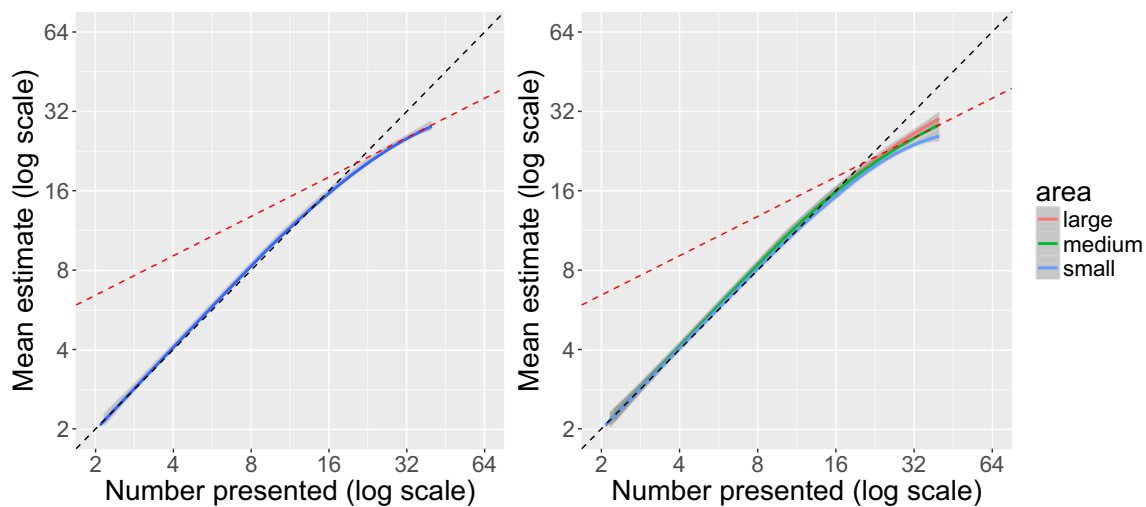 Mean estimate (log scale)
64
32
16
8
4
2
2 4 8 16 32 64
Number presented (log scale)
Mean estimate (log scale)
64
32
16
8
4
2
2 4 8 16 32 64
Number presented (log scale)
area
large
medium
small